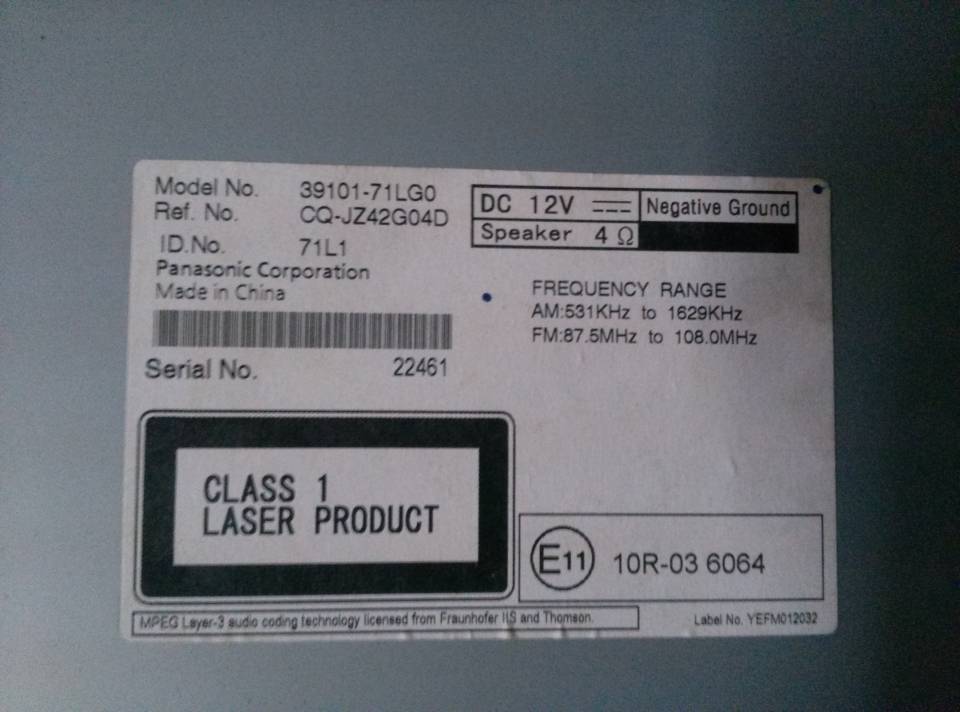 Model No. 39101-71LG0
Ref. No. CQ-JZ42G04D
ID.No. 71L1
Panasonic Corporation
Made in China
Serial No. 22461
DC 12V ⎓ Negative Ground
Speaker 4 Ω
FREQUENCY RANGE
AM:531KHz to 1629KHz
FM:87.5MHz to 108.0MHz
CLASS 1
LASER PRODUCT
E11 10R-03 6064
MPEG Layer-3 audio coding technology licensed from Fraunhofer IIS and Thomson.
Label No. YEFM012032